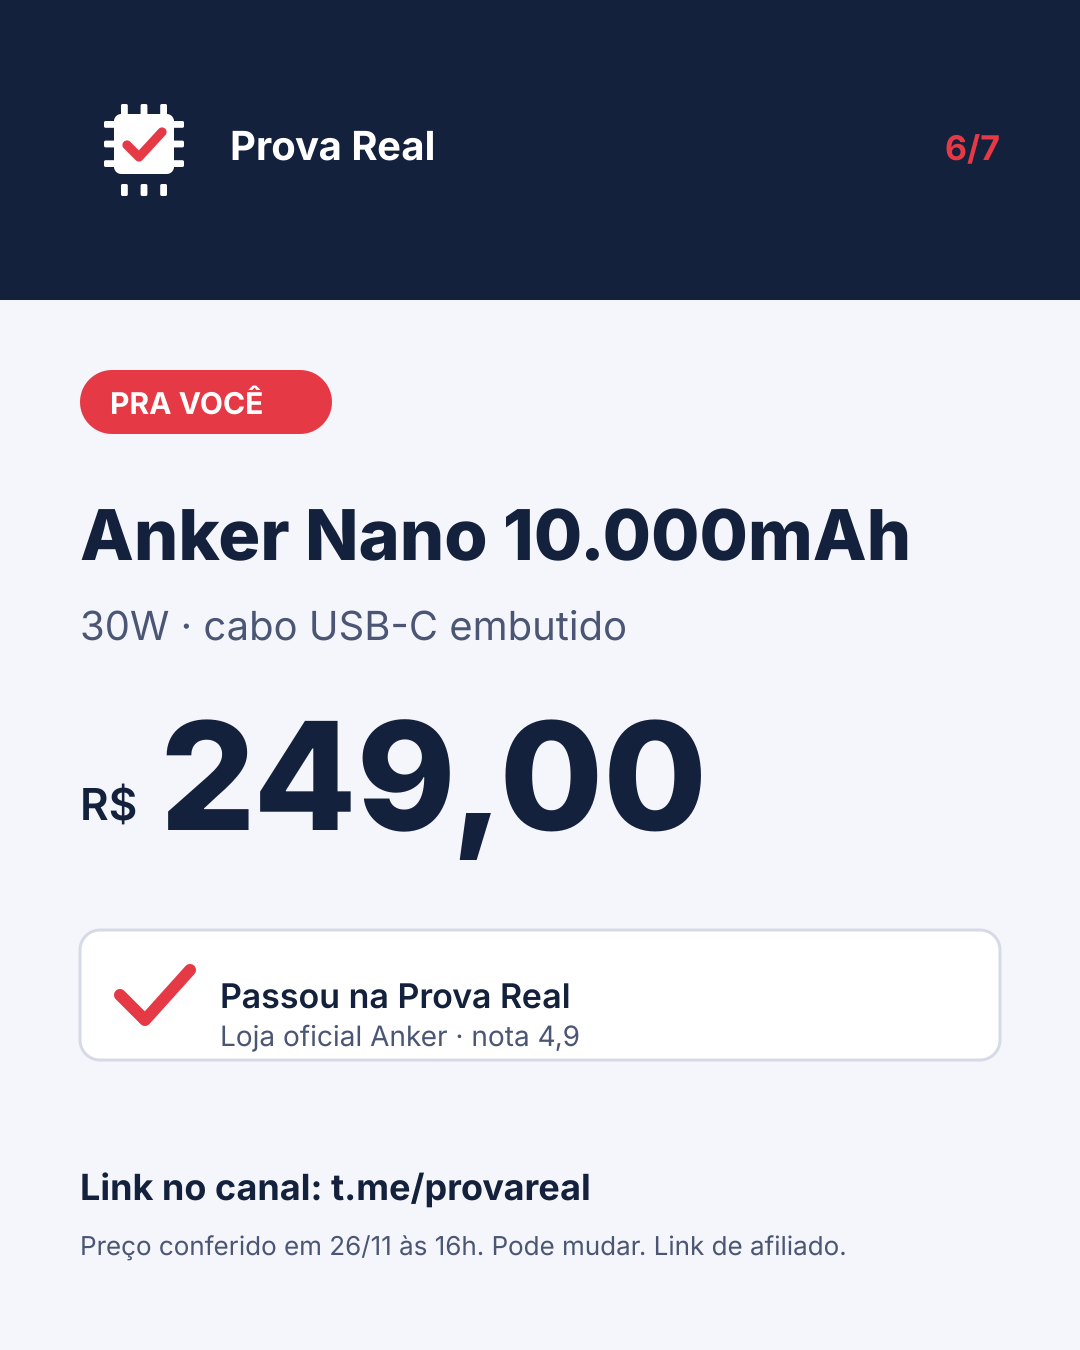 Prova Real
6/7
PRA VOCÊ
Anker Nano 10.000mAh
30W · cabo USB-C embutido
R$ 249,00
Passou na Prova Real
Loja oficial Anker · nota 4,9
Link no canal: t.me/provareal
Preço conferido em 26/11 às 16h. Pode mudar. Link de afiliado.